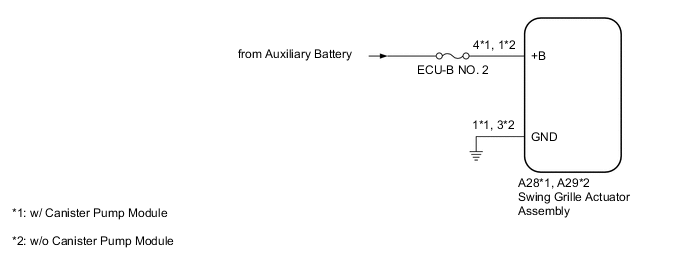 4*1, 1*2
from Auxiliary Battery
+B
ECU-B NO. 2
1*1, 3*2
GND
A28*1, A29*2
Swing Grille Actuator
Assembly
*1: w/ Canister Pump Module
*2: w/o Canister Pump Module